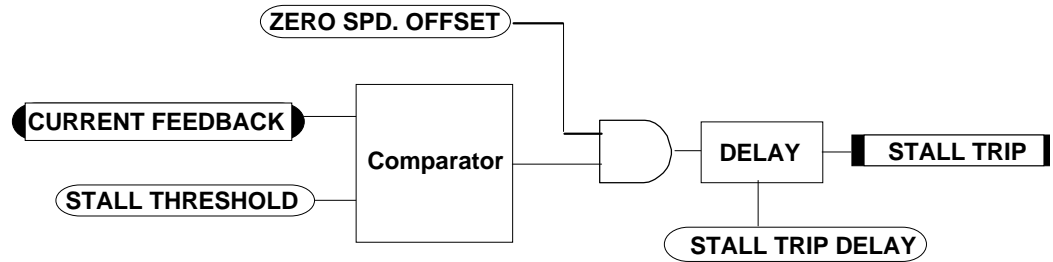 ZERO SPD. OFFSET
CURRENT FEEDBACK
Comparator
STALL THRESHOLD
DELAY
STALL TRIP
STALL TRIP DELAY